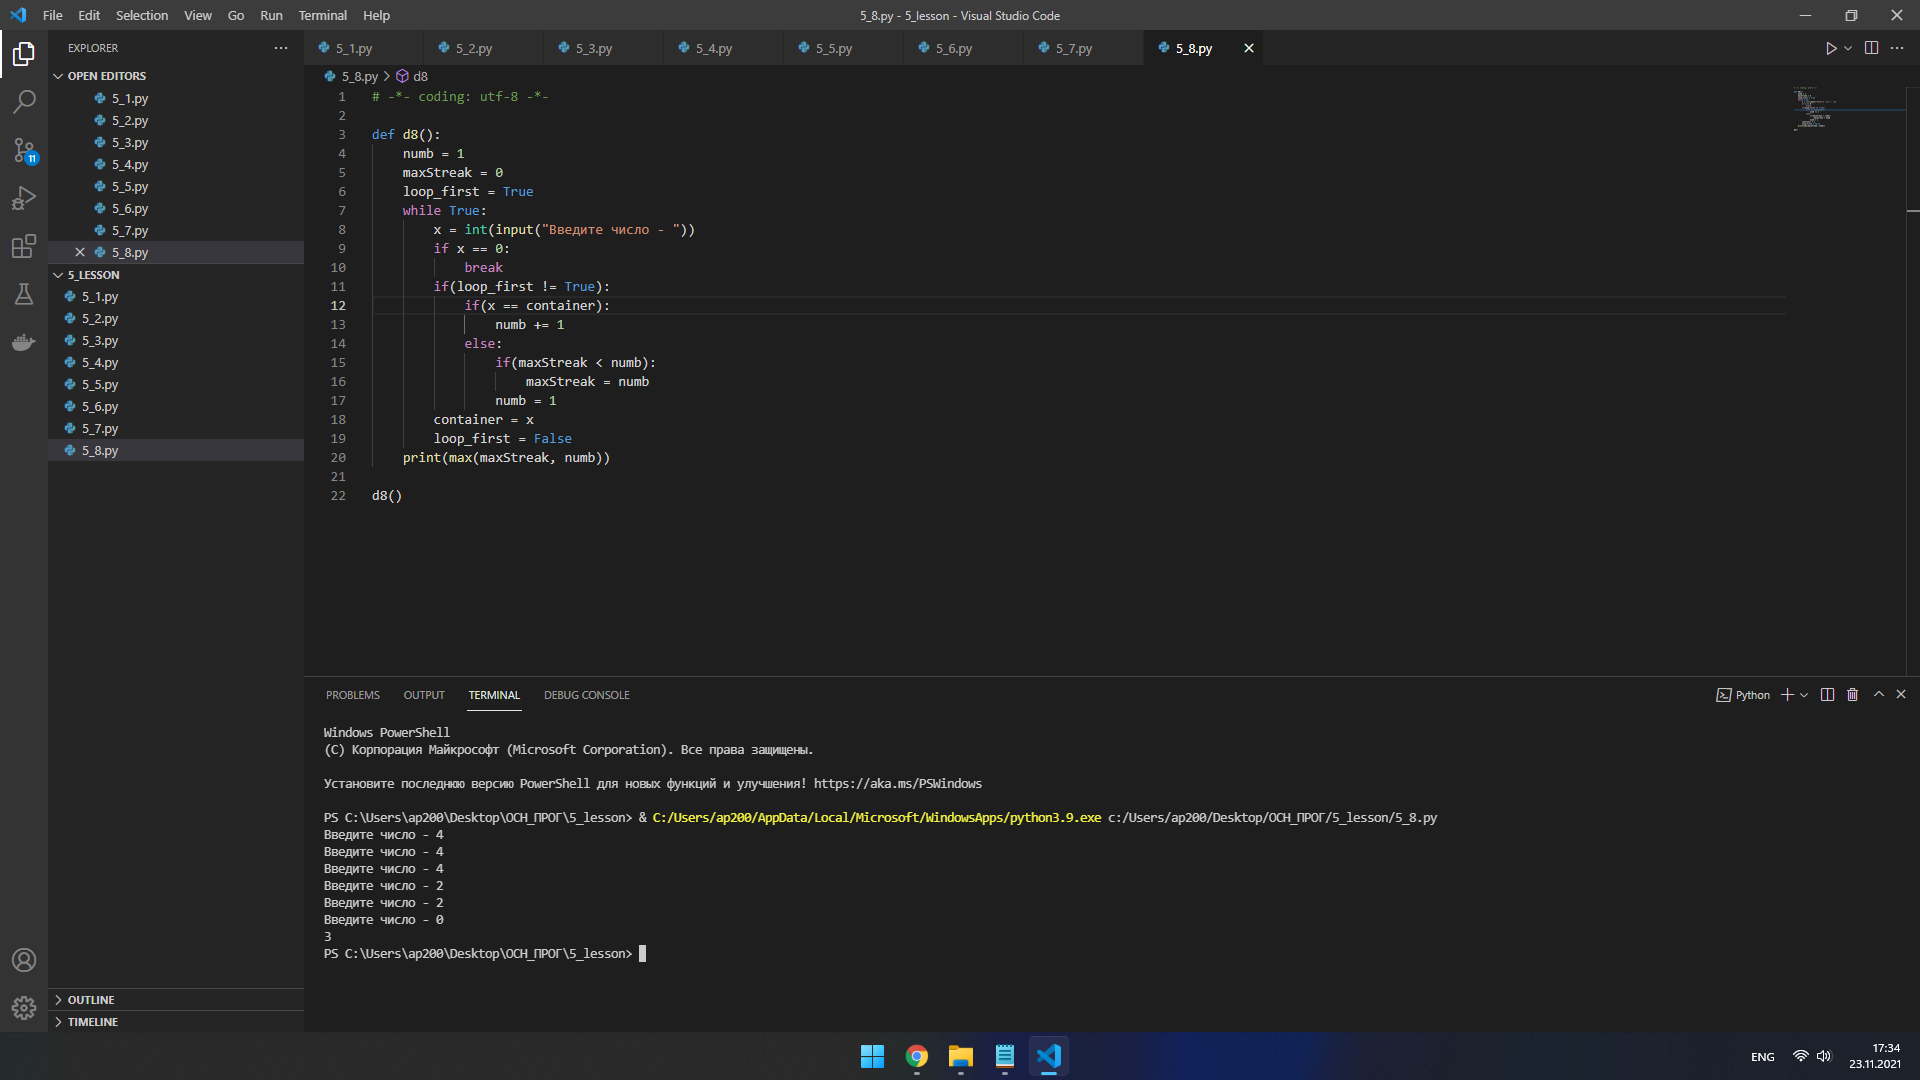 File Edit Selection View Go Run Terminal Help
5_8.py - 5_lesson - Visual Studio Code
EXPLORER
5_1.py 5_2.py 5_3.py 5_4.py 5_5.py 5_6.py 5_7.py 5_8.py
OPEN EDITORS
5_1.py
5_2.py
5_3.py
5_4.py
5_5.py
5_6.py
5_7.py
5_8.py
5_LESSON
5_1.py
5_2.py
5_3.py
5_4.py
5_5.py
5_6.py
5_7.py
5_8.py
OUTLINE
TIMELINE
11
5_8.py > d8
1 # -*- coding: utf-8 -*-
2
3 def d8():
4 numb = 1
5 maxStreak = 0
6 loop_first = True
7 while True:
8 x = int(input("Введите число - "))
9 if x == 0:
10 break
11 if(loop_first != True):
12 if(x == container):
13 numb += 1
14 else:
15 if(maxStreak < numb):
16 maxStreak = numb
17 numb = 1
18 container = x
19 loop_first = False
20 print(max(maxStreak, numb))
21
22 d8()
PROBLEMS OUTPUT TERMINAL DEBUG CONSOLE
Python
Windows PowerShell
(C) Корпорация Майкрософт (Microsoft Corporation). Все права защищены.
Установите последнюю версию PowerShell для новых функций и улучшения! https://aka.ms/PSWindows
PS C:\Users\ap200\Desktop\ОСН_ПРОГ\5_lesson> & C:/Users/ap200/AppData/Local/Microsoft/WindowsApps/python3.9.exe c:/Users/ap200/Desktop/ОСН_ПРОГ/5_lesson/5_8.py
Введите число - 4
Введите число - 4
Введите число - 4
Введите число - 2
Введите число - 2
Введите число - 0
3
PS C:\Users\ap200\Desktop\ОСН_ПРОГ\5_lesson>
ENG
17:34
23.11.2021